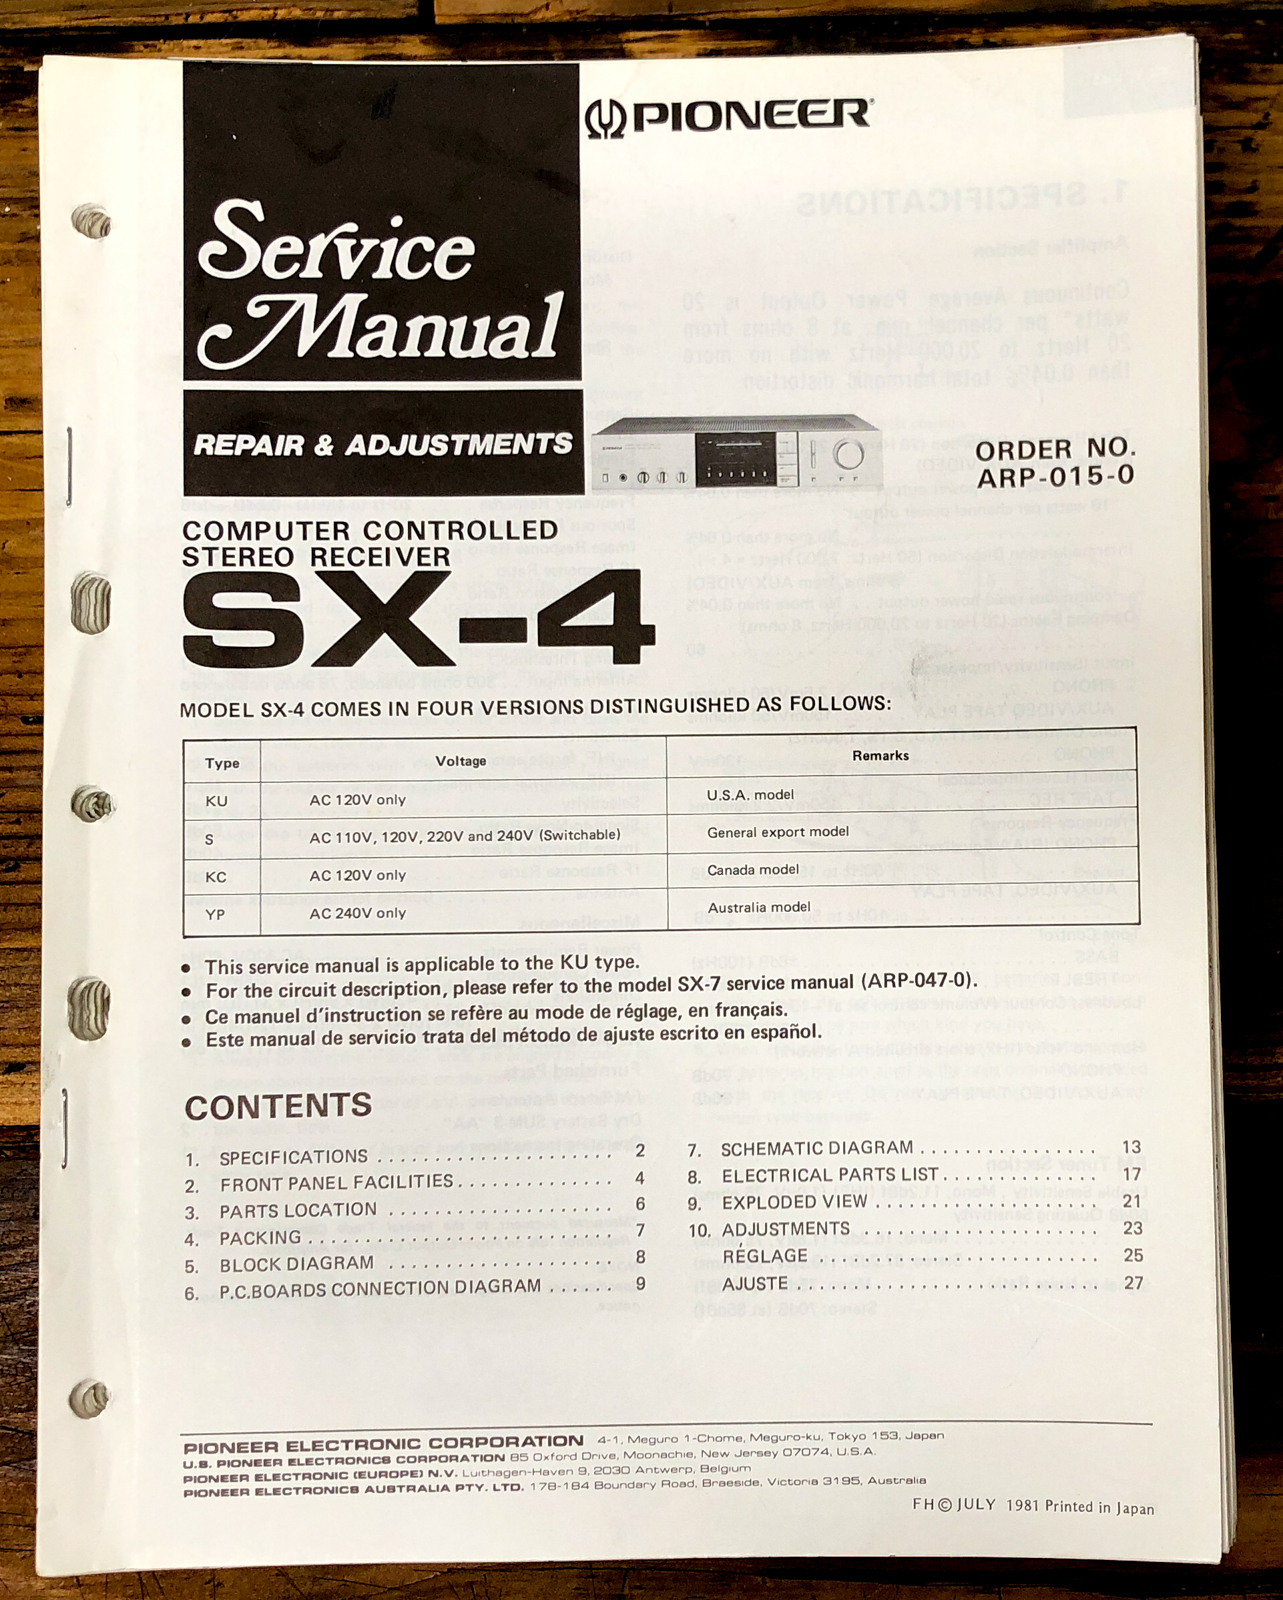 PIONEER®
Service
Manual
REPAIR & ADJUSTMENTS
ORDER NO.
ARP-015-0
COMPUTER CONTROLLED
STEREO RECEIVER
SX-4
MODEL SX-4 COMES IN FOUR VERSIONS DISTINGUISHED AS FOLLOWS:
Type Voltage Remarks
KU AC 120V only U.S.A. model
S AC 110V, 120V, 220V and 240V (Switchable) General export model
KC AC 120V only Canada model
YP AC 240V only Australia model
• This service manual is applicable to the KU type.
• For the circuit description, please refer to the model SX-7 service manual (ARP-047-0).
• Ce manuel d'instruction se refère au mode de réglage, en français.
• Este manual de servicio trata del método de ajuste escrito en español.
CONTENTS
1. SPECIFICATIONS . . . . . . . . . . . . . . . . . . . . . 2
2. FRONT PANEL FACILITIES . . . . . . . . . . . . . . 4
3. PARTS LOCATION . . . . . . . . . . . . . . . . . . . . 6
4. PACKING . . . . . . . . . . . . . . . . . . . . . . . . . . . 7
5. BLOCK DIAGRAM . . . . . . . . . . . . . . . . . . . . 8
6. P.C.BOARDS CONNECTION DIAGRAM . . . . . . 9
7. SCHEMATIC DIAGRAM . . . . . . . . . . . . . . . . 13
8. ELECTRICAL PARTS LIST . . . . . . . . . . . . . . 17
9. EXPLODED VIEW . . . . . . . . . . . . . . . . . . . . 21
10. ADJUSTMENTS . . . . . . . . . . . . . . . . . . . . . 23
RÉGLAGE . . . . . . . . . . . . . . . . . . . . . . . . . . 25
AJUSTE . . . . . . . . . . . . . . . . . . . . . . . . . . . 27
PIONEER ELECTRONIC CORPORATION 4-1, Meguro 1-Chome, Meguro-ku, Tokyo 153, Japan
U.S. PIONEER ELECTRONICS CORPORATION 85 Oxford Drive, Moonachie, New Jersey 07074, U.S.A.
PIONEER ELECTRONIC (EUROPE) N.V. Luithagen-Haven 9, 2030 Antwerp, Belgium
PIONEER ELECTRONICS AUSTRALIA PTY. LTD. 178-184 Boundary Road, Braeside, Victoria 3195, Australia
FH © JULY 1981 Printed in Japan